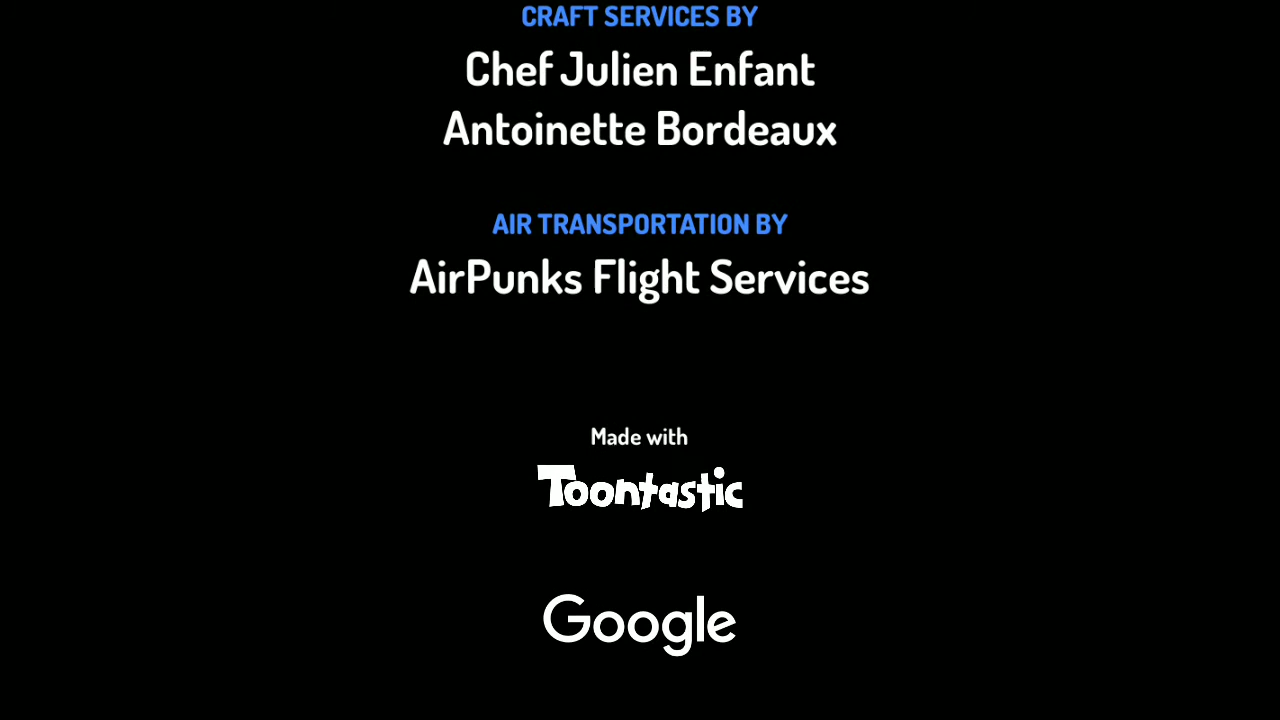 CRAFT SERVICES BY
Chef Julien Enfant
Antoinette Bordeaux
AIR TRANSPORTATION BY
AirPunks Flight Services
Made with
Toontastic
Google